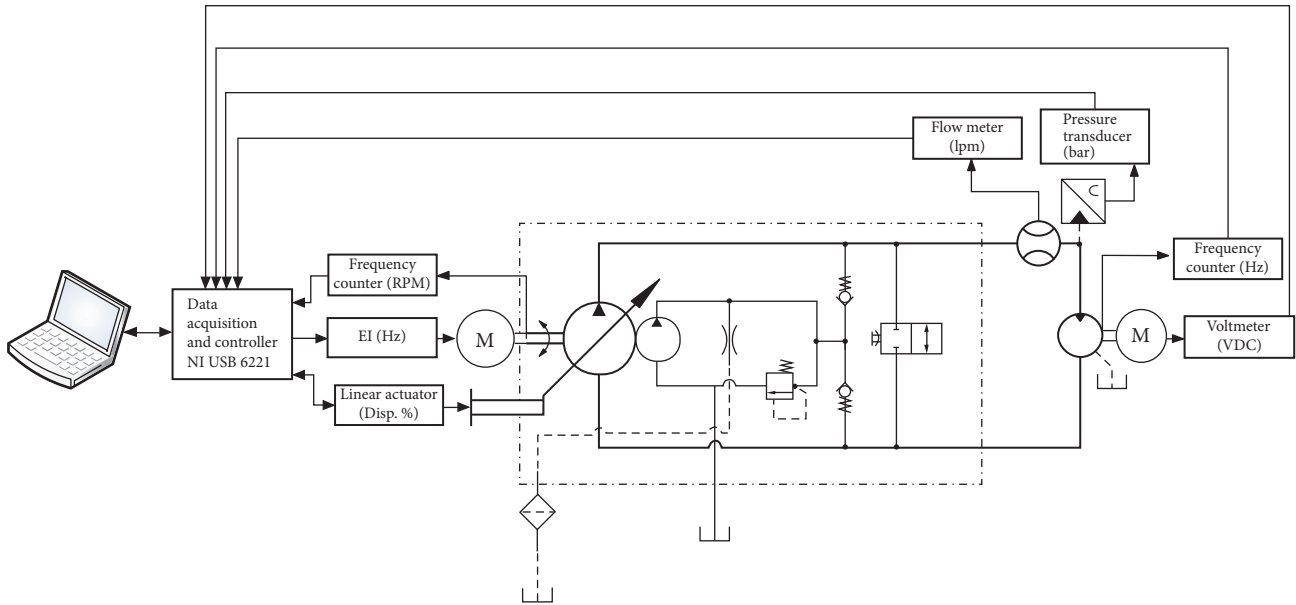 Flow meter
(lpm)
Pressure
transducer
(bar)
U
Frequency
counter (RPM)
Frequency
counter (Hz)
Data
acquisition
and controller
NI USB 6221
EI (Hz)
M
M
Voltmeter
(VDC)
Linear actuator
(Disp. %)